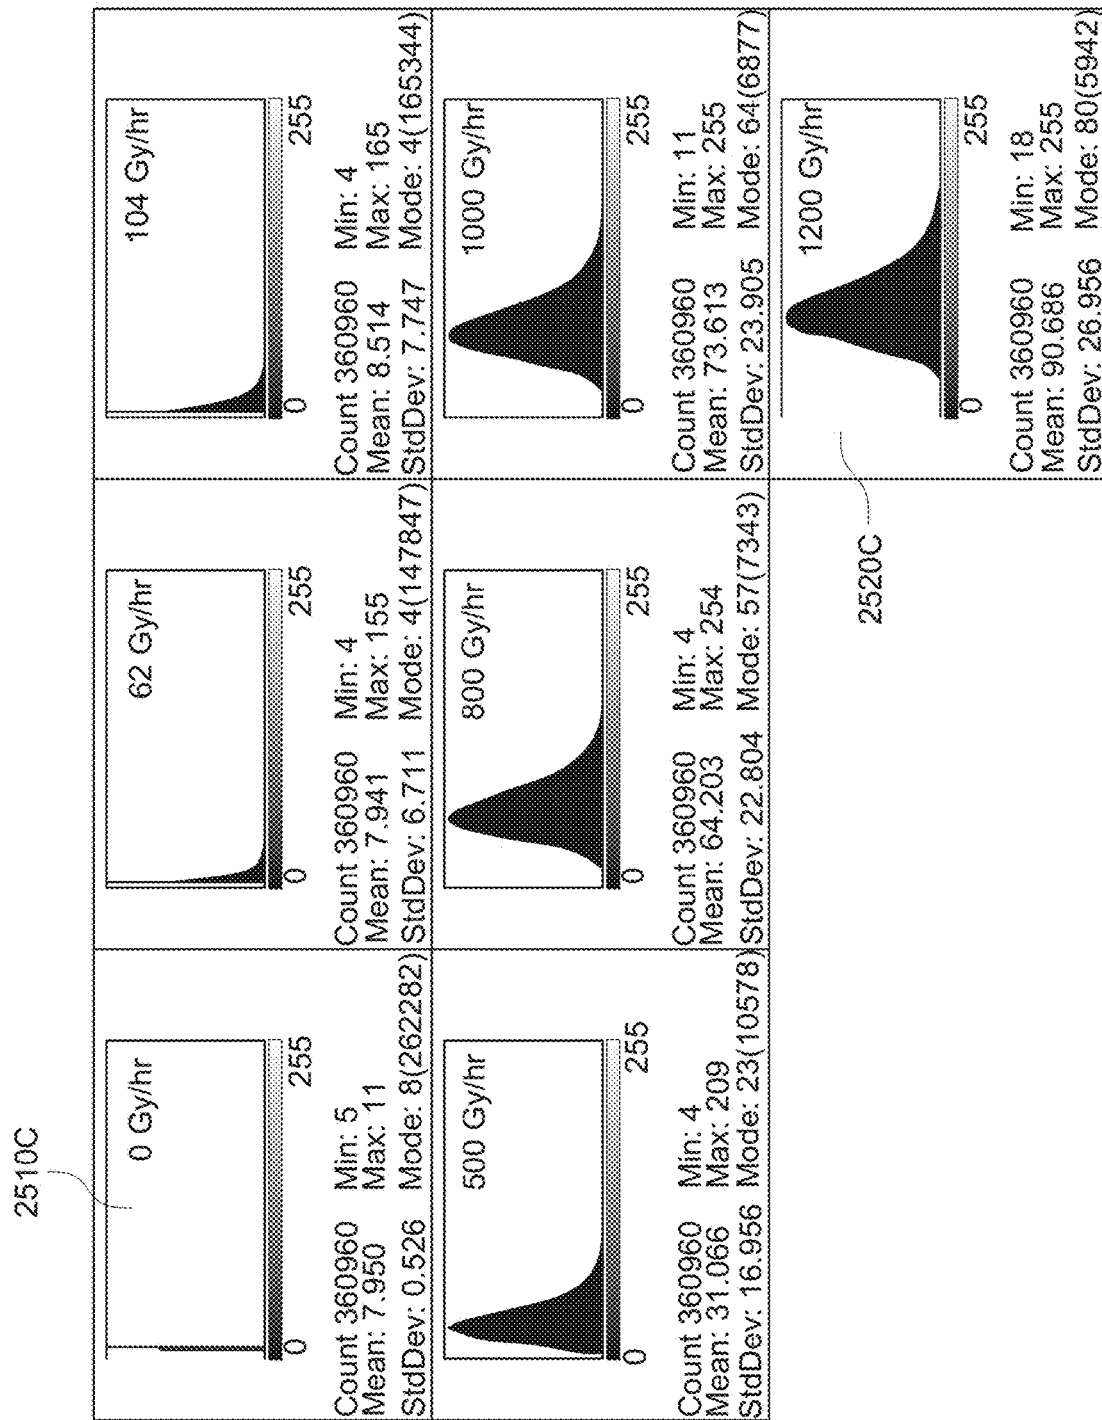 2510C
0 Gy/hr
0 255
Count 360960 Min: 5
Mean: 7.950 Max: 11
StdDev: 0.526 Mode: 8(262282)
62 Gy/hr
0 255
Count 360960 Min: 4
Mean: 7.941 Max: 155
StdDev: 6.711 Mode: 4(147847)
104 Gy/hr
0 255
Count 360960 Min: 4
Mean: 8.514 Max: 165
StdDev: 7.747 Mode: 4(165344)
500 Gy/hr
0 255
Count 360960 Min: 4
Mean: 31.066 Max: 209
StdDev: 16.956 Mode: 23(10578)
800 Gy/hr
0 255
Count 360960 Min: 4
Mean: 64.203 Max: 254
StdDev: 22.804 Mode: 57(7343)
1000 Gy/hr
0 255
Count 360960 Min: 11
Mean: 73.613 Max: 255
StdDev: 23.905 Mode: 64(6877)
2520C
1200 Gy/hr
0 255
Count 360960 Min: 18
Mean: 90.686 Max: 255
StdDev: 26.956 Mode: 80(5942)